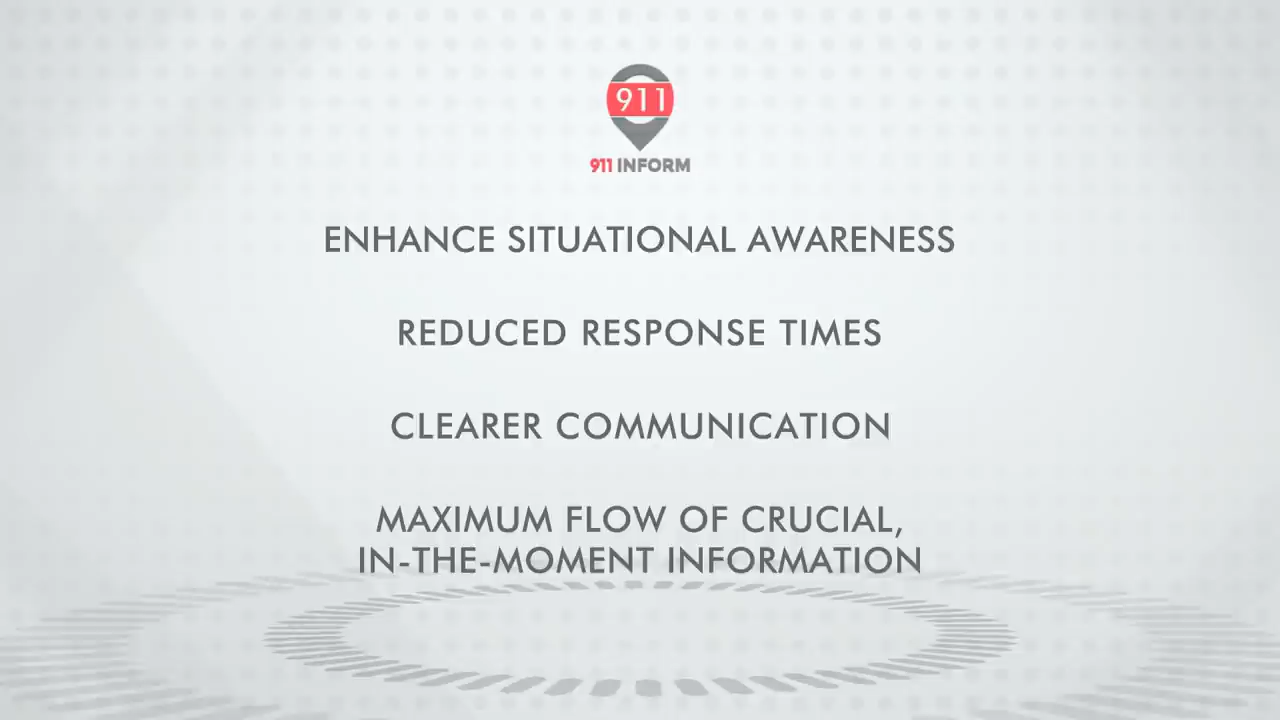 911
911 INFORM
ENHANCE SITUATIONAL AWARENESS
REDUCED RESPONSE TIMES
CLEARER COMMUNICATION
MAXIMUM FLOW OF CRUCIAL,
IN-THE-MOMENT INFORMATION